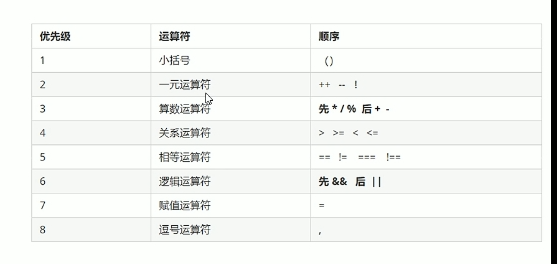 优先级 运算符 顺序
1 小括号 ()
2 一元运算符 ++ -- !
3 算数运算符 先 * / % 后 + -
4 关系运算符 > >= < <=
5 相等运算符 == != === !==
6 逻辑运算符 先 && 后 ||
7 赋值运算符 =
8 逗号运算符 ,